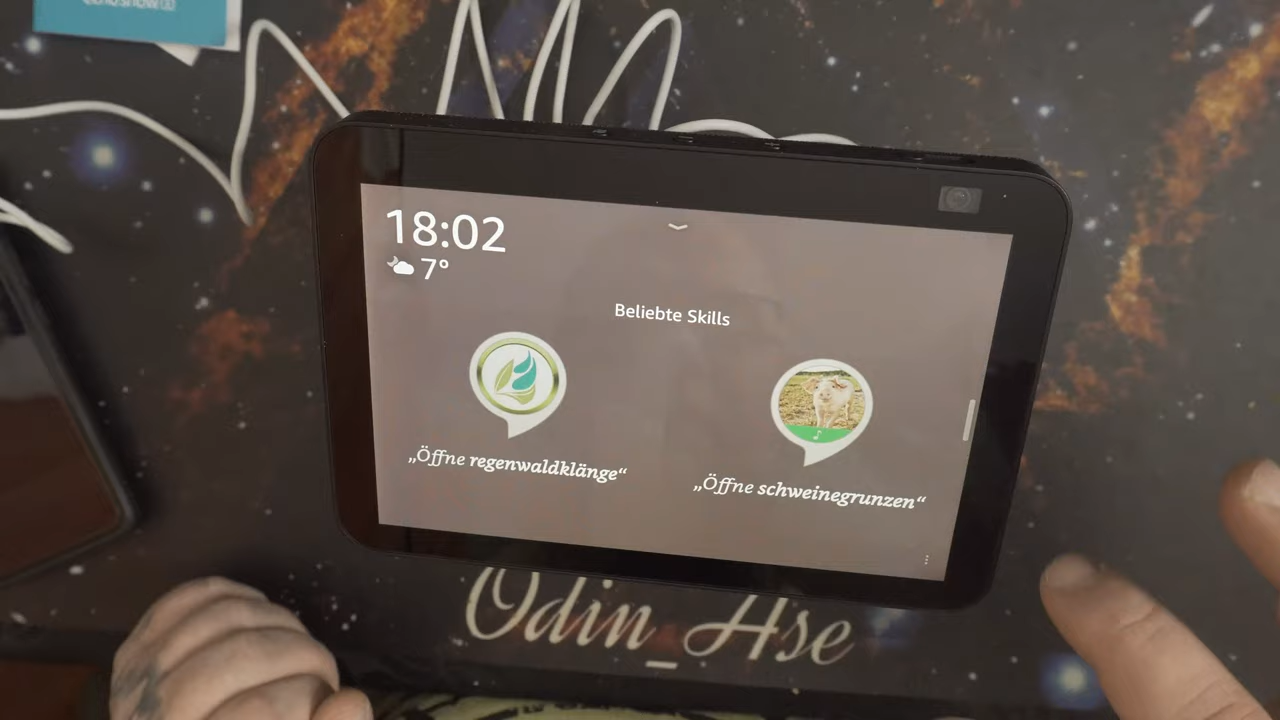 18:02
7°
Beliebte Skills
„Öffne regenwaldklänge“
„Öffne schweinegrunzen“
Odin_Hse